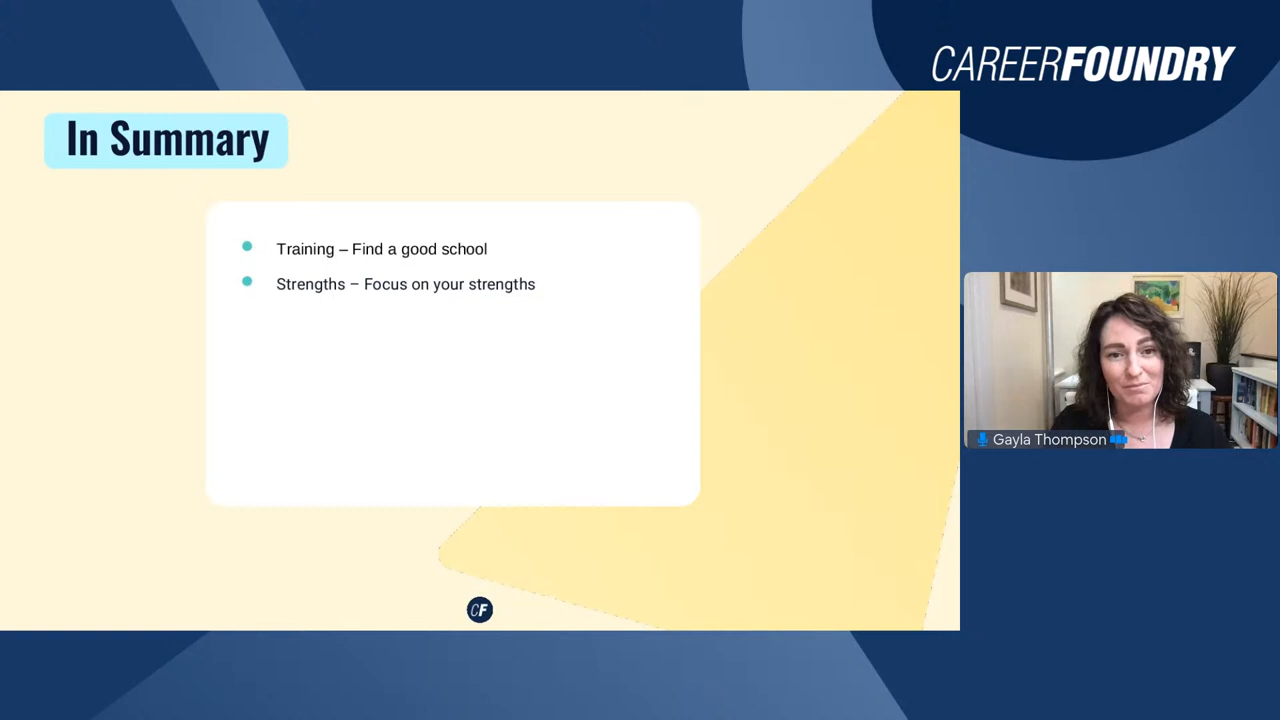 CAREERFOUNDRY
In Summary
Training – Find a good school
Strengths – Focus on your strengths
Gayla Thompson
CF